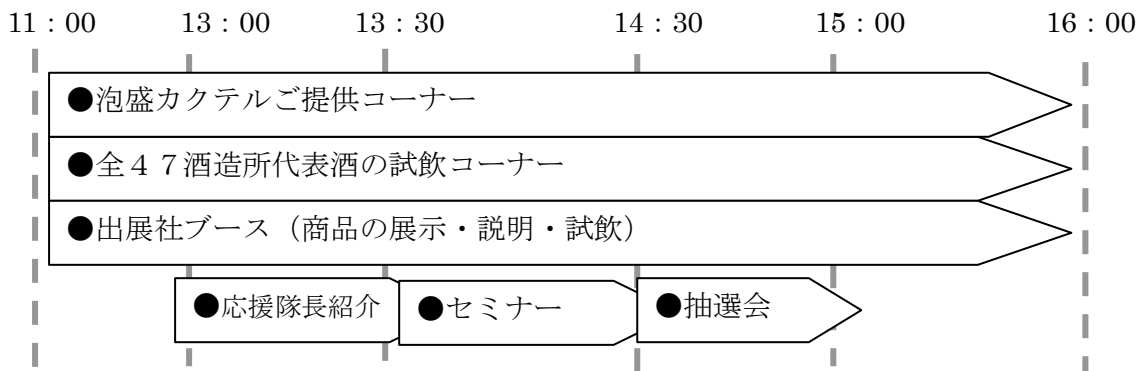 11：00 13：00 13：30 14：30 15：00 16：00
●泡盛カクテルご提供コーナー
●全４７酒造所代表酒の試飲コーナー
●出展社ブース（商品の展示・説明・試飲）
●応援隊長紹介 ●セミナー ●抽選会